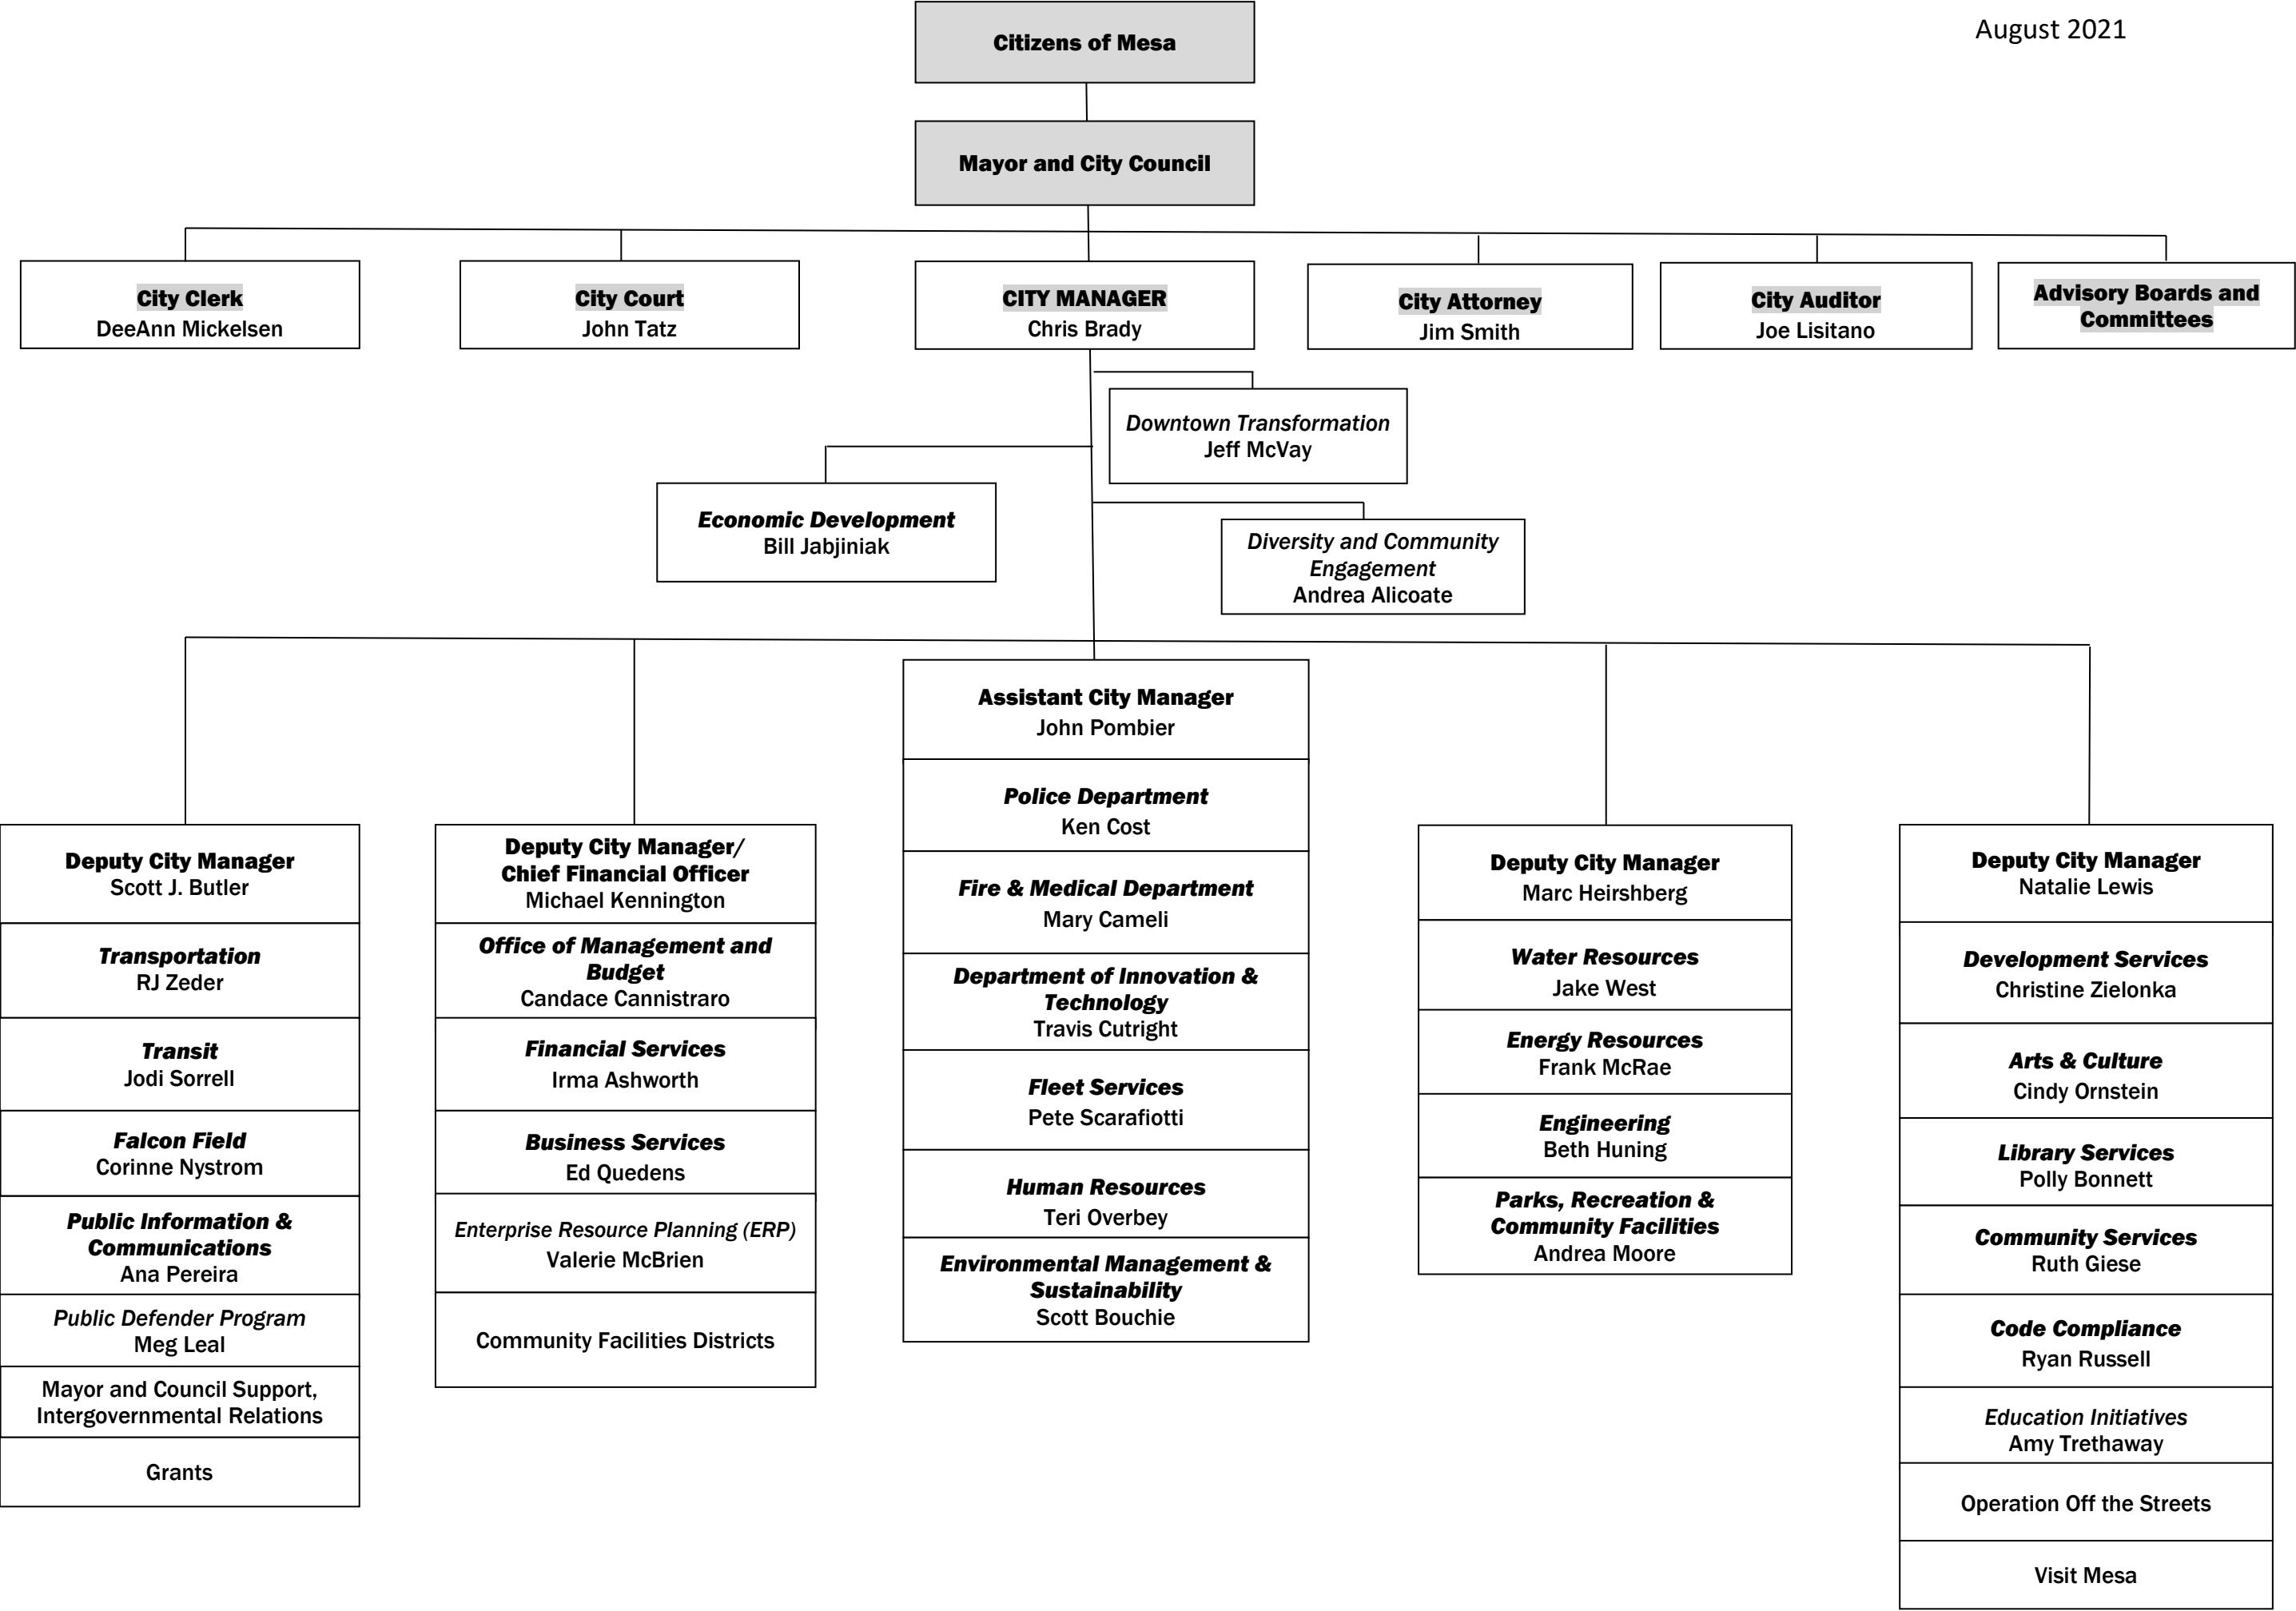 August 2021
Citizens of Mesa
Mayor and City Council
City Clerk
DeeAnn Mickelsen
City Court
John Tatz
CITY MANAGER
Chris Brady
City Attorney
Jim Smith
City Auditor
Joe Lisitano
Advisory Boards and
Committees
Downtown Transformation
Jeff McVay
Economic Development
Bill Jabjiniak
Diversity and Community
Engagement
Andrea Alicoate
Deputy City Manager
Scott J. Butler
Transportation
RJ Zeder
Transit
Jodi Sorrell
Falcon Field
Corinne Nystrom
Public Information &
Communications
Ana Pereira
Public Defender Program
Meg Leal
Mayor and Council Support,
Intergovernmental Relations
Grants
Deputy City Manager/
Chief Financial Officer
Michael Kennington
Office of Management and
Budget
Candace Cannistraro
Financial Services
Irma Ashworth
Business Services
Ed Quedens
Enterprise Resource Planning (ERP)
Valerie McBrien
Community Facilities Districts
Assistant City Manager
John Pombier
Police Department
Ken Cost
Fire & Medical Department
Mary Cameli
Department of Innovation &
Technology
Travis Cutright
Fleet Services
Pete Scarafiotti
Human Resources
Teri Overbey
Environmental Management &
Sustainability
Scott Bouchie
Deputy City Manager
Marc Heirshberg
Water Resources
Jake West
Energy Resources
Frank McRae
Engineering
Beth Huning
Parks, Recreation &
Community Facilities
Andrea Moore
Deputy City Manager
Natalie Lewis
Development Services
Christine Zielonka
Arts & Culture
Cindy Ornstein
Library Services
Polly Bonnett
Community Services
Ruth Giese
Code Compliance
Ryan Russell
Education Initiatives
Amy Trethaway
Operation Off the Streets
Visit Mesa